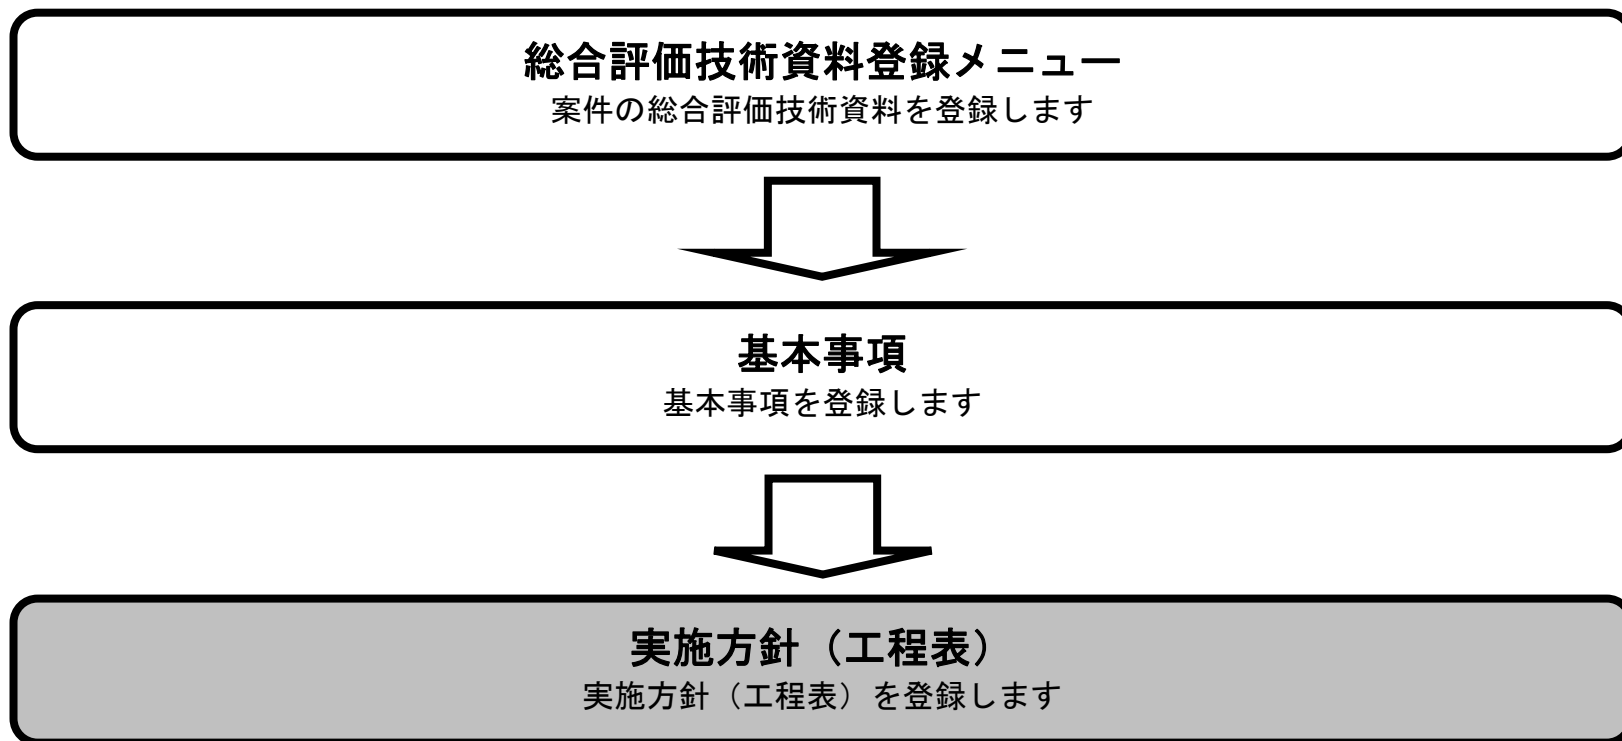 総合評価技術資料登録メニュー
案件の総合評価技術資料を登録します
基本事項
基本事項を登録します
実施方針（工程表）
実施方針（工程表）を登録します